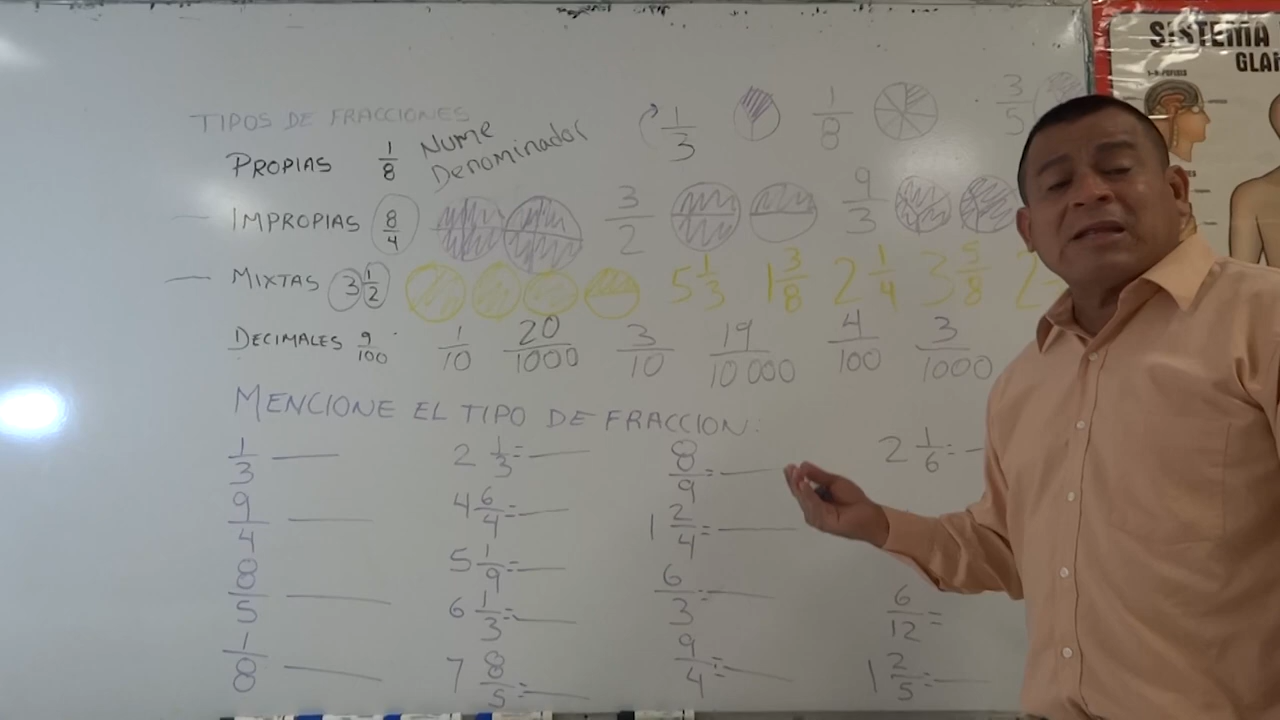 TIPOS DE FRACCIONES
PROPIAS 1/8 Nume Denominador 1/3 1/8 3/5
IMPROPIAS 8/4 3/2 9/3
MIXTAS 3 1/2 5 1/3 1 3/8 2 1/4 3 5/8 2
DECIMALES 9/100 1/10 20/1000 3/10 19/10 000 4/100 3/1000
MENCIONE EL TIPO DE FRACCION:
1/3 2 1/3= 8/9= 2 1/6=
9/4 4 6/4= 1 2/4=
8/5 5 1/9= 6/3= 6/12=
6 1/3=
1/8 7 8/5= 9/4= 1 2/5=
SISTEMA
GLAN